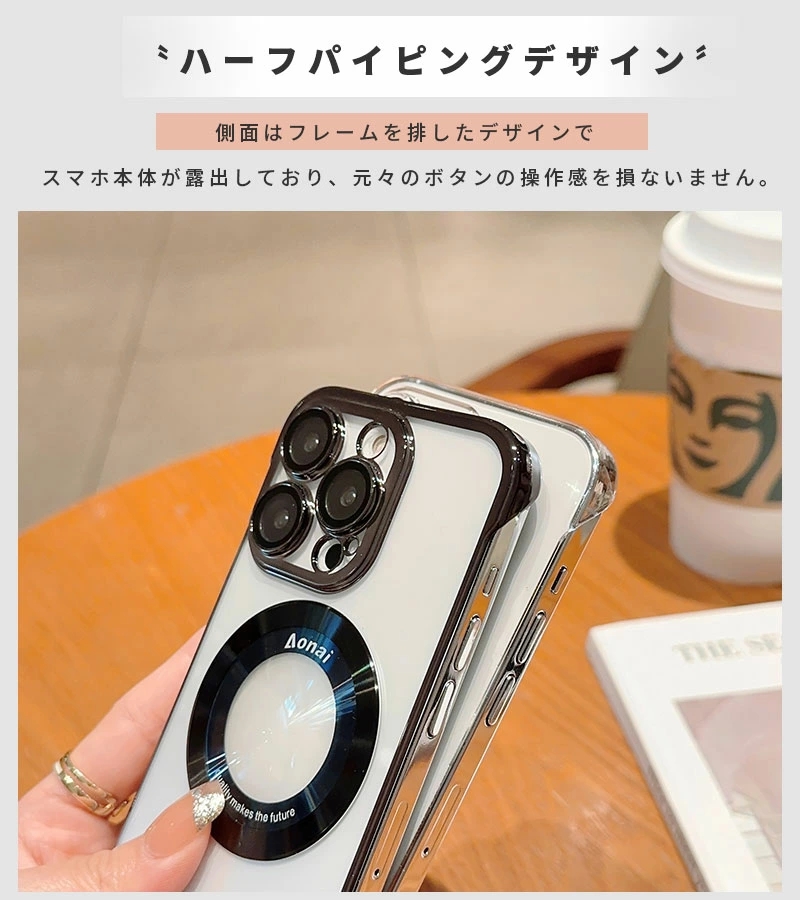 〝ハーフパイピングデザイン〞
側面はフレームを排したデザインで
スマホ本体が露出しており、元々のボタンの操作感を損ないません。
Aonai
makes the future
THE SE